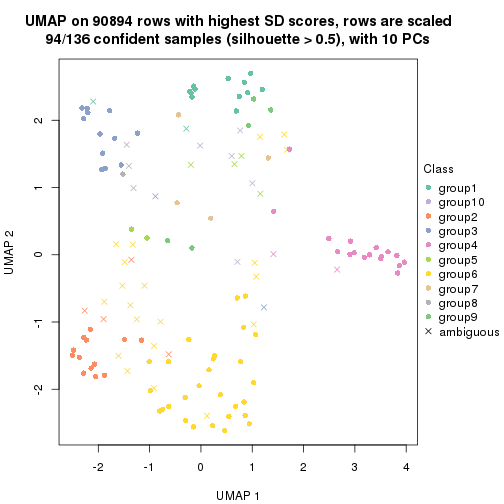 UMAP on 90894 rows with highest SD scores, rows are scaled
94/136 confident samples (silhouette > 0.5), with 10 PCs
UMAP 2
2
1
0
-1
-2
-2
-1
0
1
2
3
4
UMAP 1
Class
group1
group10
group2
group3
group4
group5
group6
group7
group8
group9
ambiguous